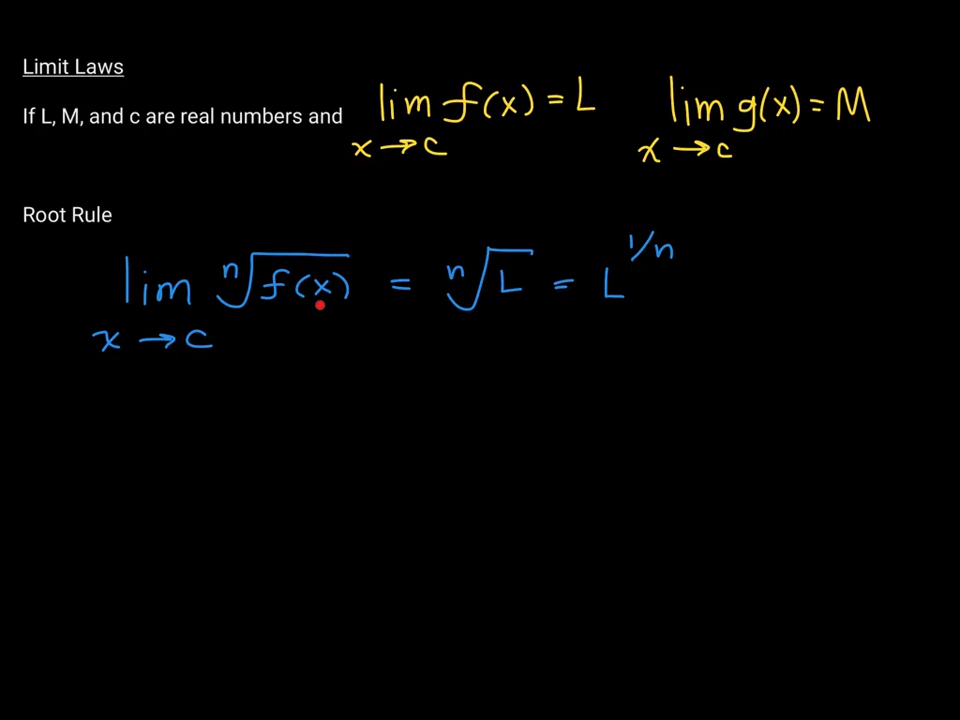 Limit Laws
If L, M, and c are real numbers and lim f(x) = L lim g(x) = M
x → c x → c
Root Rule
lim ⁿ√f(x) = ⁿ√L = L^(1/n)
x → c